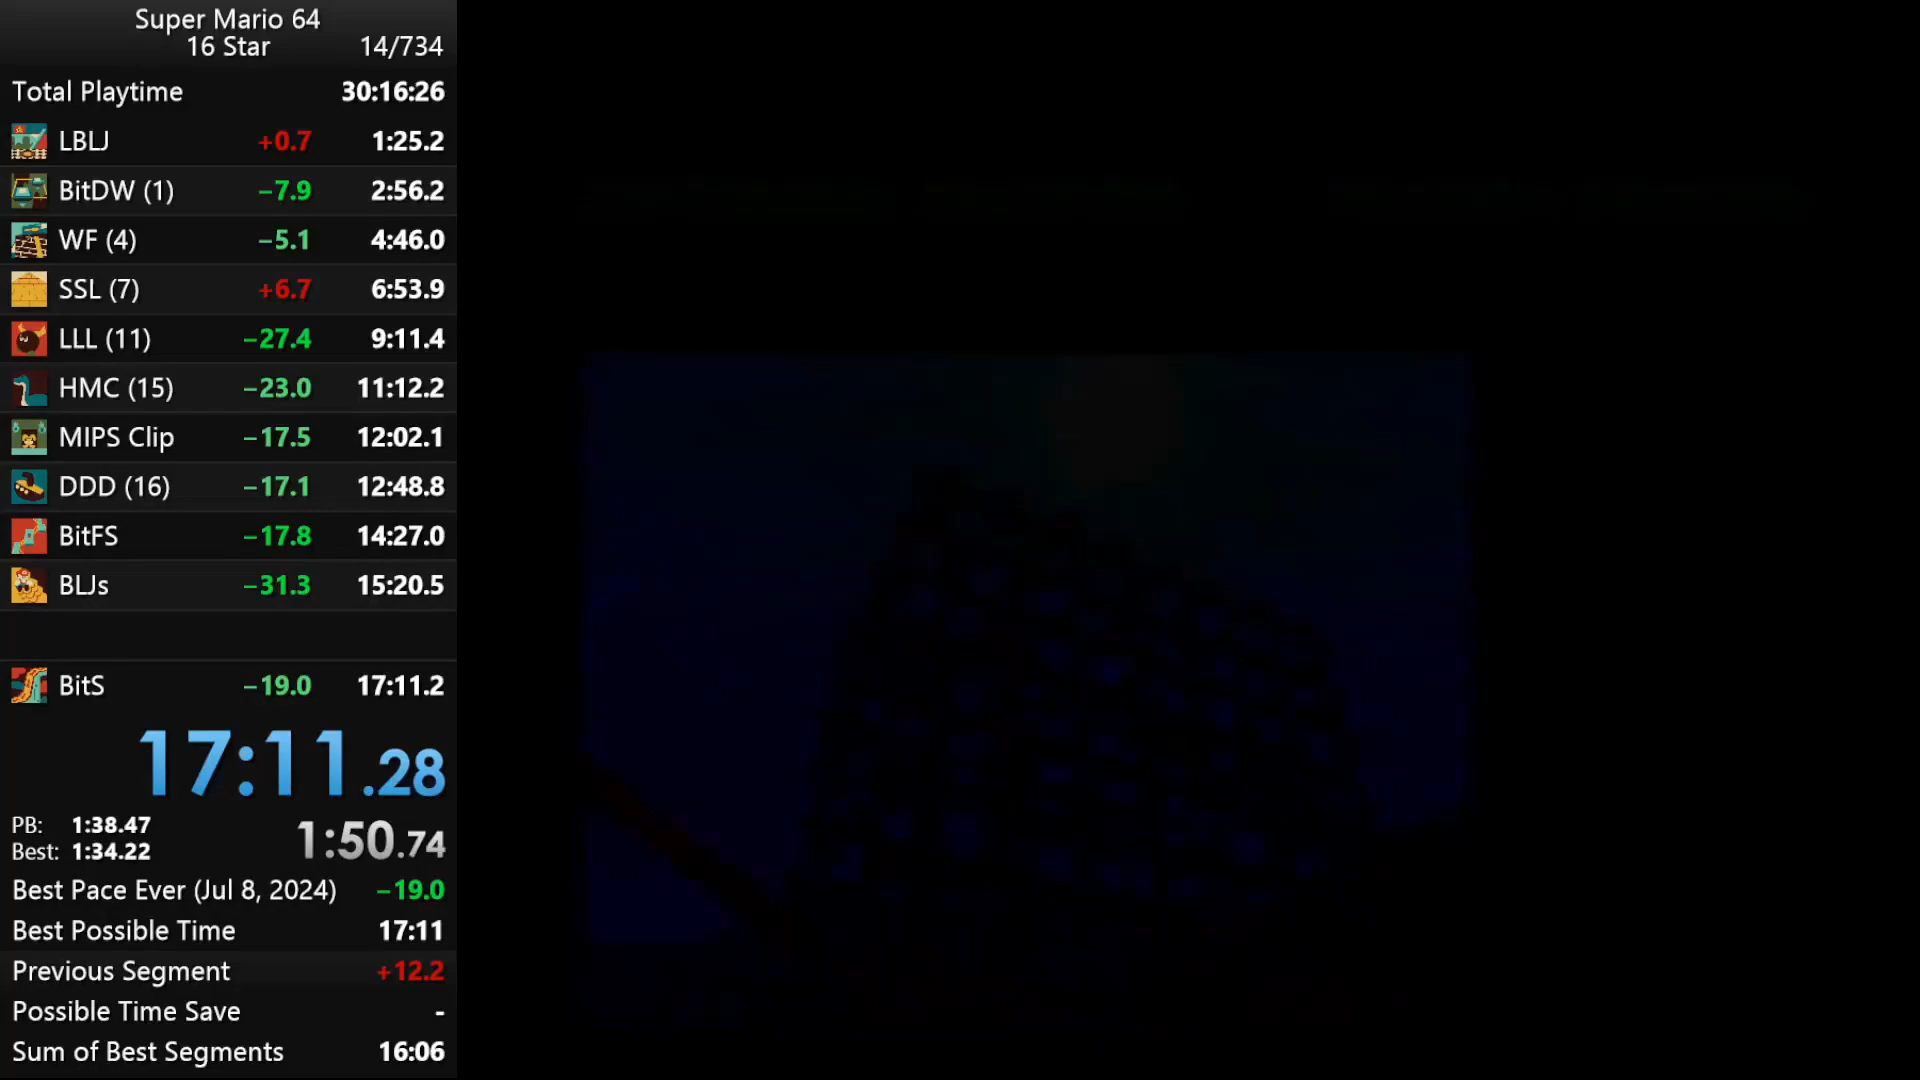 Super Mario 64
16 Star 14/734
Total Playtime 30:16:26
LBLJ +0.7 1:25.2
BitDW (1) −7.9 2:56.2
WF (4) −5.1 4:46.0
SSL (7) +6.7 6:53.9
LLL (11) −27.4 9:11.4
HMC (15) −23.0 11:12.2
MIPS Clip −17.5 12:02.1
DDD (16) −17.1 12:48.8
BitFS −17.8 14:27.0
BLJs −31.3 15:20.5
BitS −19.0 17:11.2
17:11.28
PB: 1:38.47 1:50.74
Best: 1:34.22
Best Pace Ever (Jul 8, 2024) −19.0
Best Possible Time 17:11
Previous Segment +12.2
Possible Time Save -
Sum of Best Segments 16:06